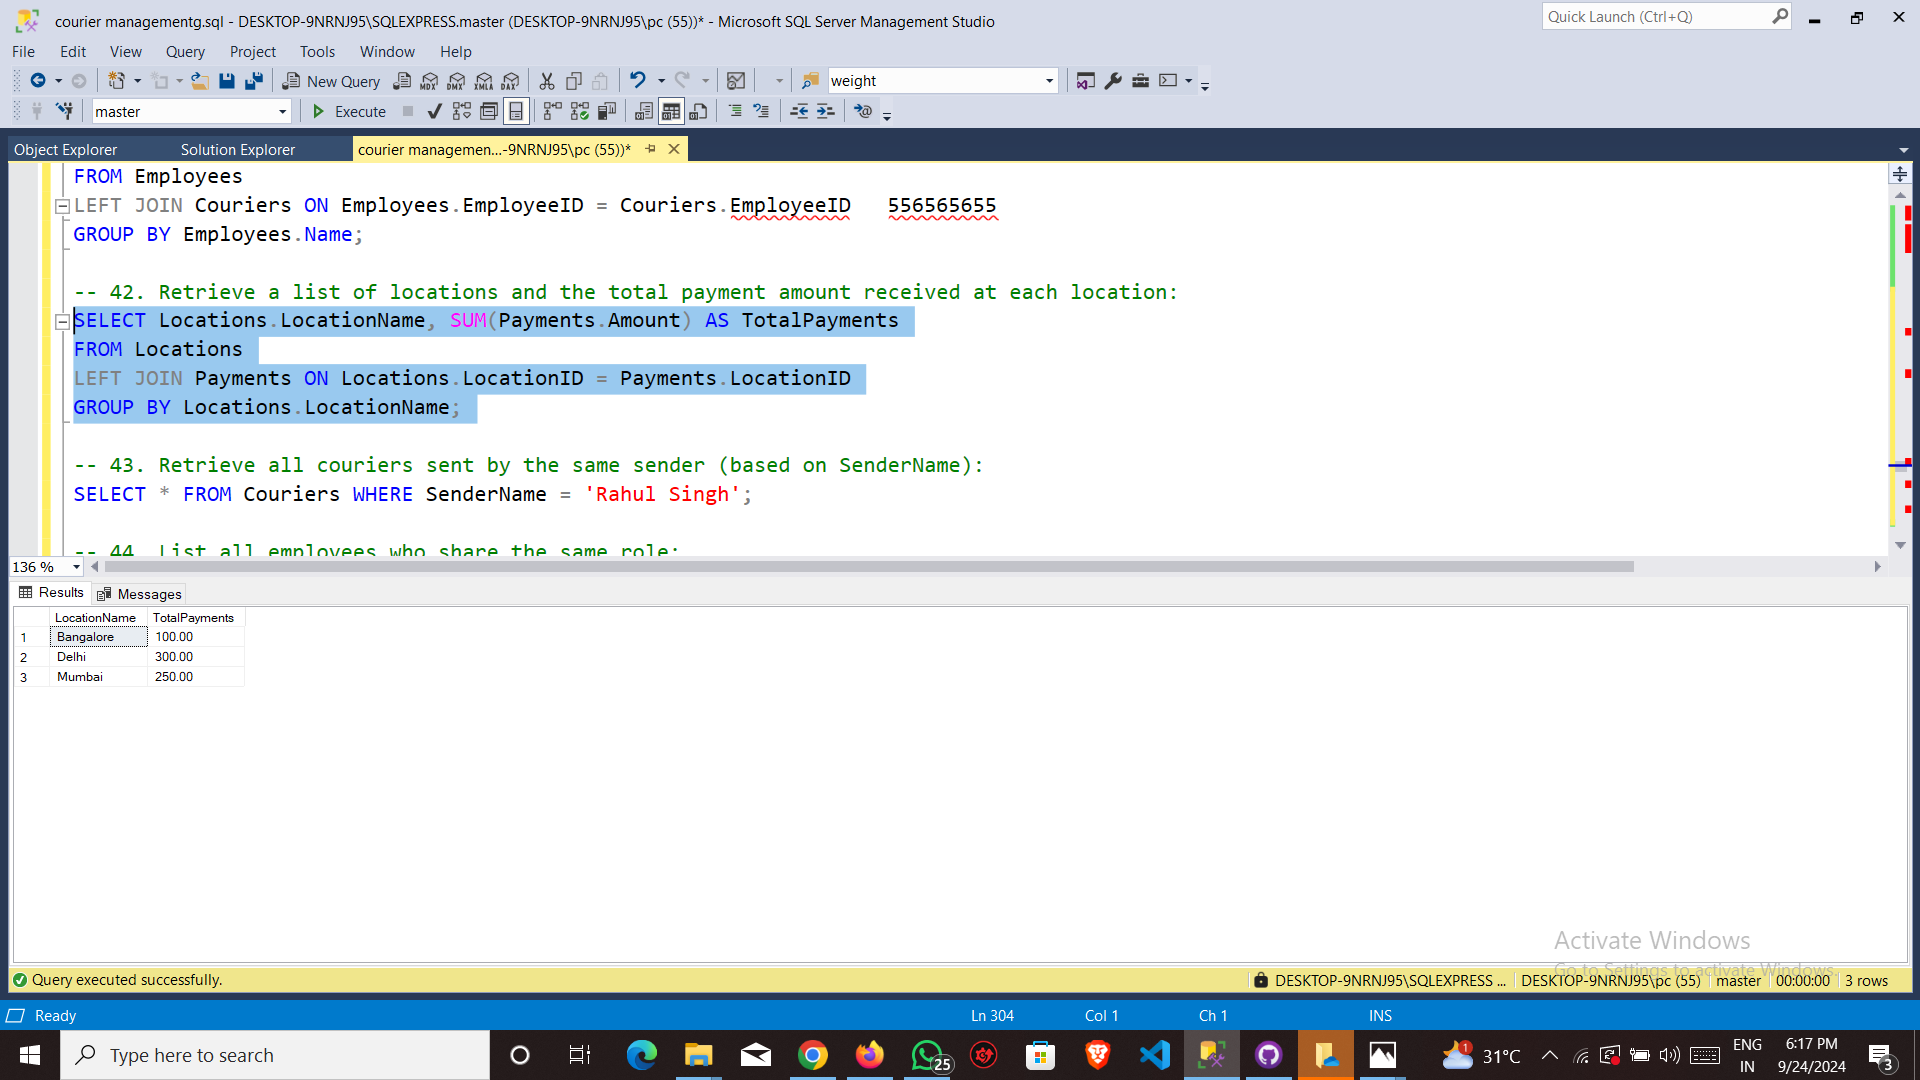 courier managementg.sql - DESKTOP-9NRNJ95\SQLEXPRESS.master (DESKTOP-9NRNJ95\pc (55))* - Microsoft SQL Server Management Studio
Quick Launch (Ctrl+Q)
File Edit View Query Project Tools Window Help
New Query MDX DMX XMLA DAX weight
master Execute
Object Explorer Solution Explorer courier managemen...-9NRNJ95\pc (55))*
FROM Employees
LEFT JOIN Couriers ON Employees.EmployeeID = Couriers.EmployeeID 556565655
GROUP BY Employees.Name;
-- 42. Retrieve a list of locations and the total payment amount received at each location:
SELECT Locations.LocationName, SUM(Payments.Amount) AS TotalPayments
FROM Locations
LEFT JOIN Payments ON Locations.LocationID = Payments.LocationID
GROUP BY Locations.LocationName;
-- 43. Retrieve all couriers sent by the same sender (based on SenderName):
SELECT * FROM Couriers WHERE SenderName = 'Rahul Singh';
-- 44. List all employees who share the same role:
136 %
Results Messages
LocationName TotalPayments
1 Bangalore 100.00
2 Delhi 300.00
3 Mumbai 250.00
Activate Windows
Go to Settings to activate Windows.
Query executed successfully. DESKTOP-9NRNJ95\SQLEXPRESS ... DESKTOP-9NRNJ95\pc (55) master 00:00:00 3 rows
Ready Ln 304 Col 1 Ch 1 INS
Type here to search 25 1 31°C ENG IN 6:17 PM 9/24/2024 3